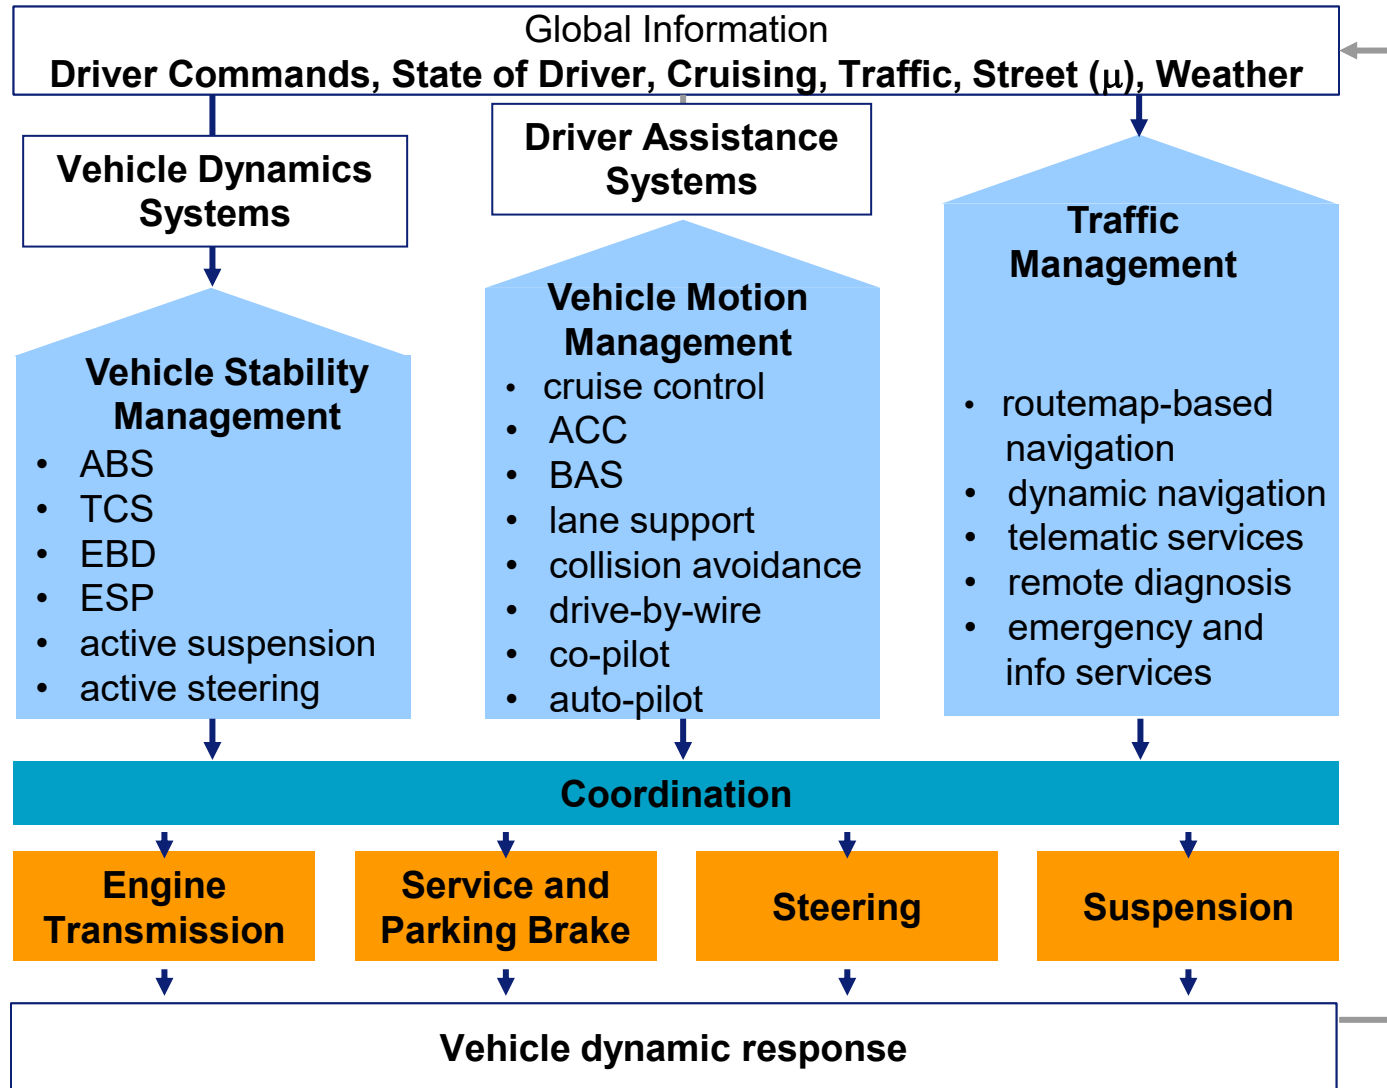 Global Information
Driver Commands, State of Driver, Cruising, Traffic, Street (μ), Weather
Vehicle Dynamics
Systems
Driver Assistance
Systems
Vehicle Stability
Management
• ABS
• TCS
• EBD
• ESP
• active suspension
• active steering
Vehicle Motion
Management
• cruise control
• ACC
• BAS
• lane support
• collision avoidance
• drive-by-wire
• co-pilot
• auto-pilot
Traffic
Management
• routemap-based
navigation
• dynamic navigation
• telematic services
• remote diagnosis
• emergency and
info services
Coordination
Engine
Transmission
Service and
Parking Brake
Steering
Suspension
Vehicle dynamic response